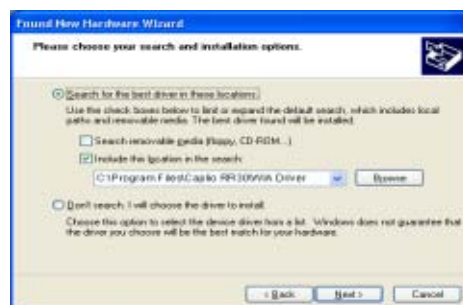 Found New Hardware Wizard
Please choose your search and installation options.
Search for the best driver in these locations.
Use the check boxes below to limit or expand the default search, which includes local
paths and removable media. The best driver found will be installed.
Search removable media (floppy, CD-ROM...)
Include this location in the search:
C:\Program Files\Caplio RR30\WIA Driver
Browse
Don't search. I will choose the driver to install.
Choose this option to select the device driver from a list. Windows does not guarantee that
the driver you choose will be the best match for your hardware.
< Back
Next >
Cancel